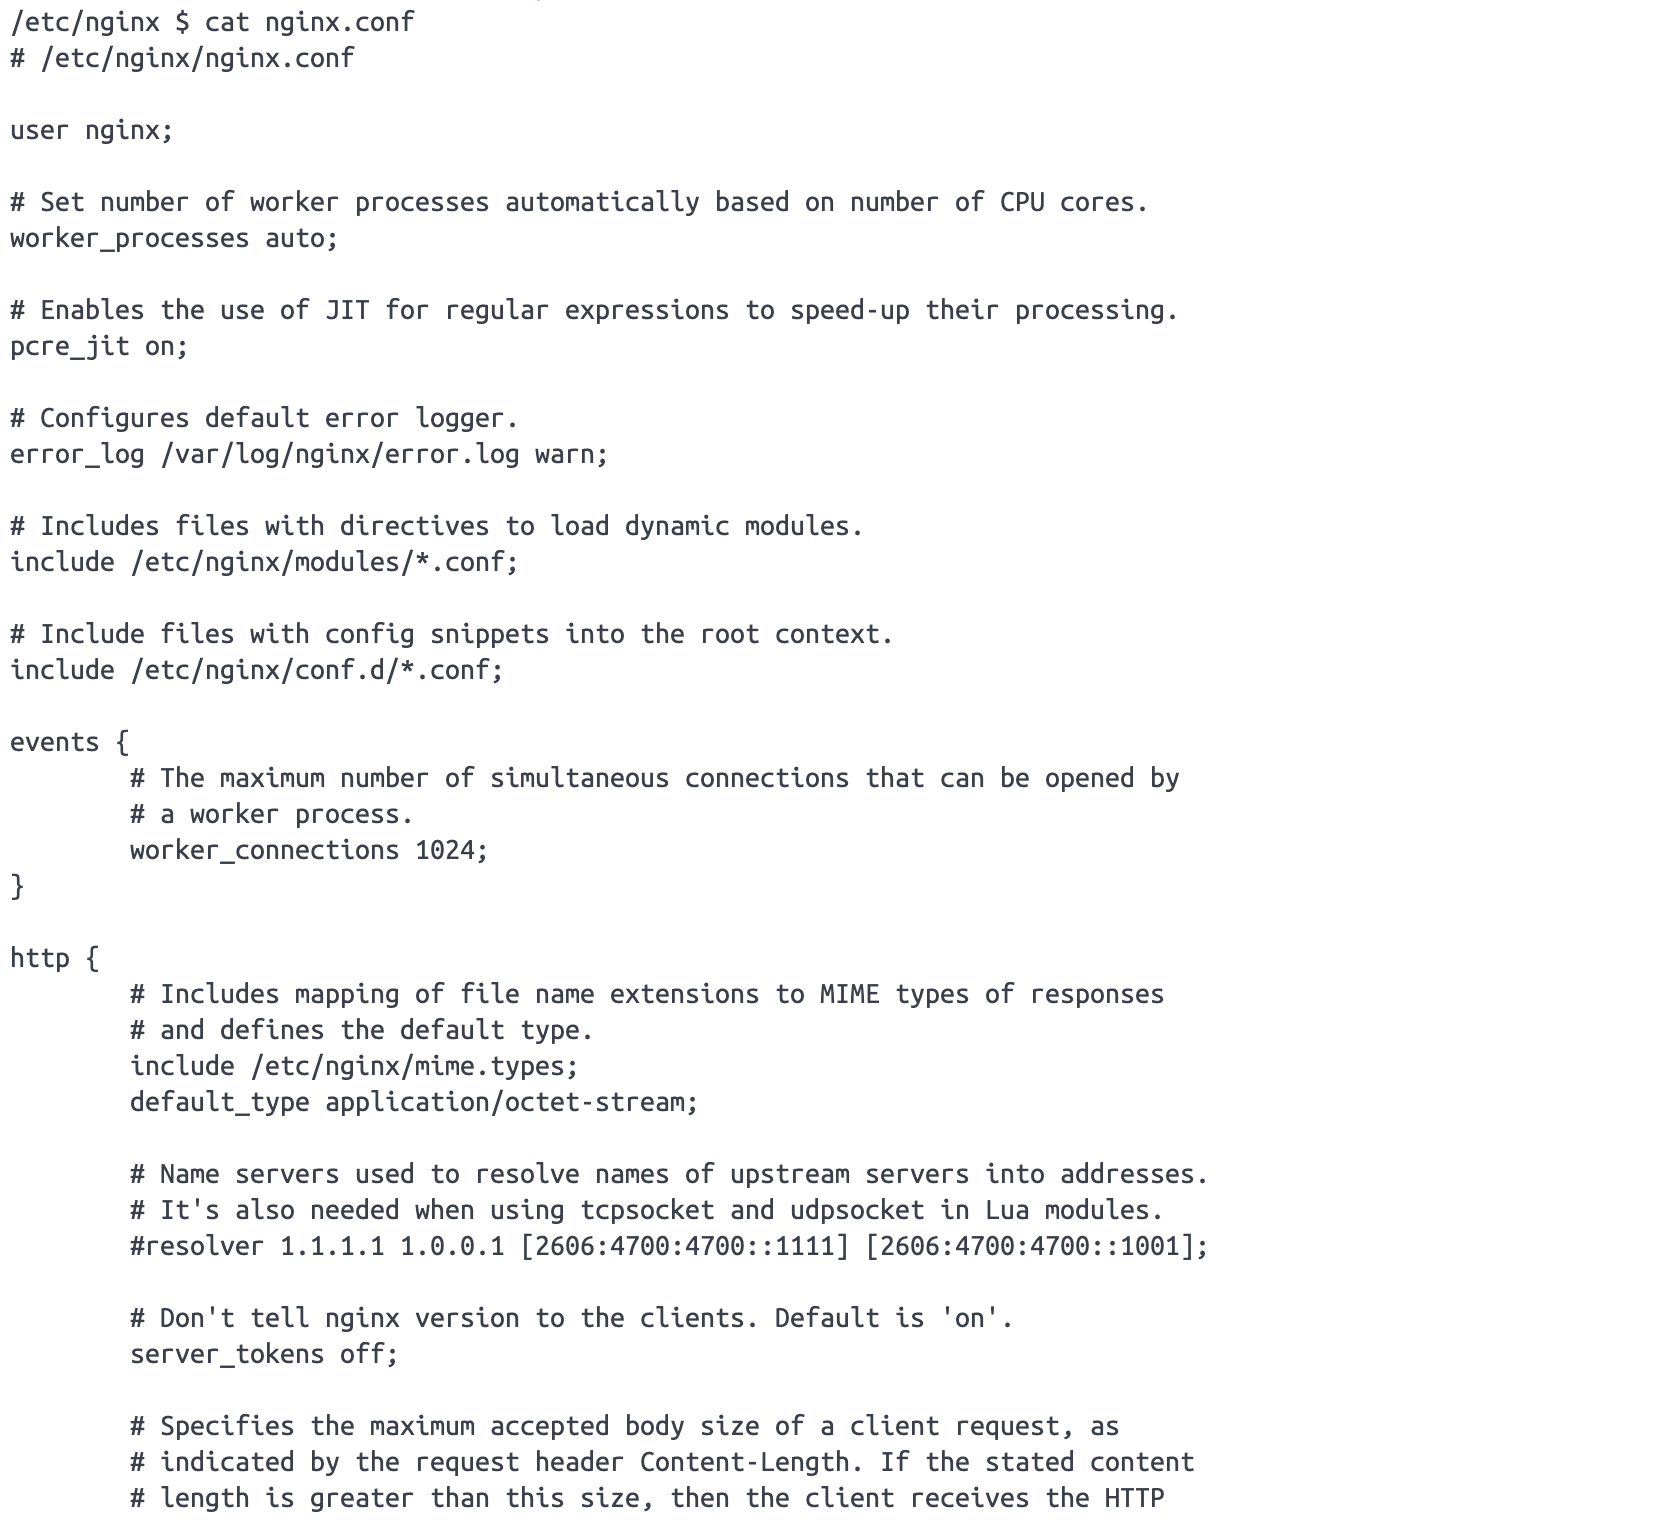 /etc/nginx $ cat nginx.conf
# /etc/nginx/nginx.conf

user nginx;

# Set number of worker processes automatically based on number of CPU cores.
worker_processes auto;

# Enables the use of JIT for regular expressions to speed-up their processing.
pcre_jit on;

# Configures default error logger.
error_log /var/log/nginx/error.log warn;

# Includes files with directives to load dynamic modules.
include /etc/nginx/modules/*.conf;

# Include files with config snippets into the root context.
include /etc/nginx/conf.d/*.conf;

events {
        # The maximum number of simultaneous connections that can be opened by
        # a worker process.
        worker_connections 1024;
}

http {
        # Includes mapping of file name extensions to MIME types of responses
        # and defines the default type.
        include /etc/nginx/mime.types;
        default_type application/octet-stream;

        # Name servers used to resolve names of upstream servers into addresses.
        # It's also needed when using tcpsocket and udpsocket in Lua modules.
        #resolver 1.1.1.1 1.0.0.1 [2606:4700:4700::1111] [2606:4700:4700::1001];

        # Don't tell nginx version to the clients. Default is 'on'.
        server_tokens off;

        # Specifies the maximum accepted body size of a client request, as
        # indicated by the request header Content-Length. If the stated content
        # length is greater than this size, then the client receives the HTTP